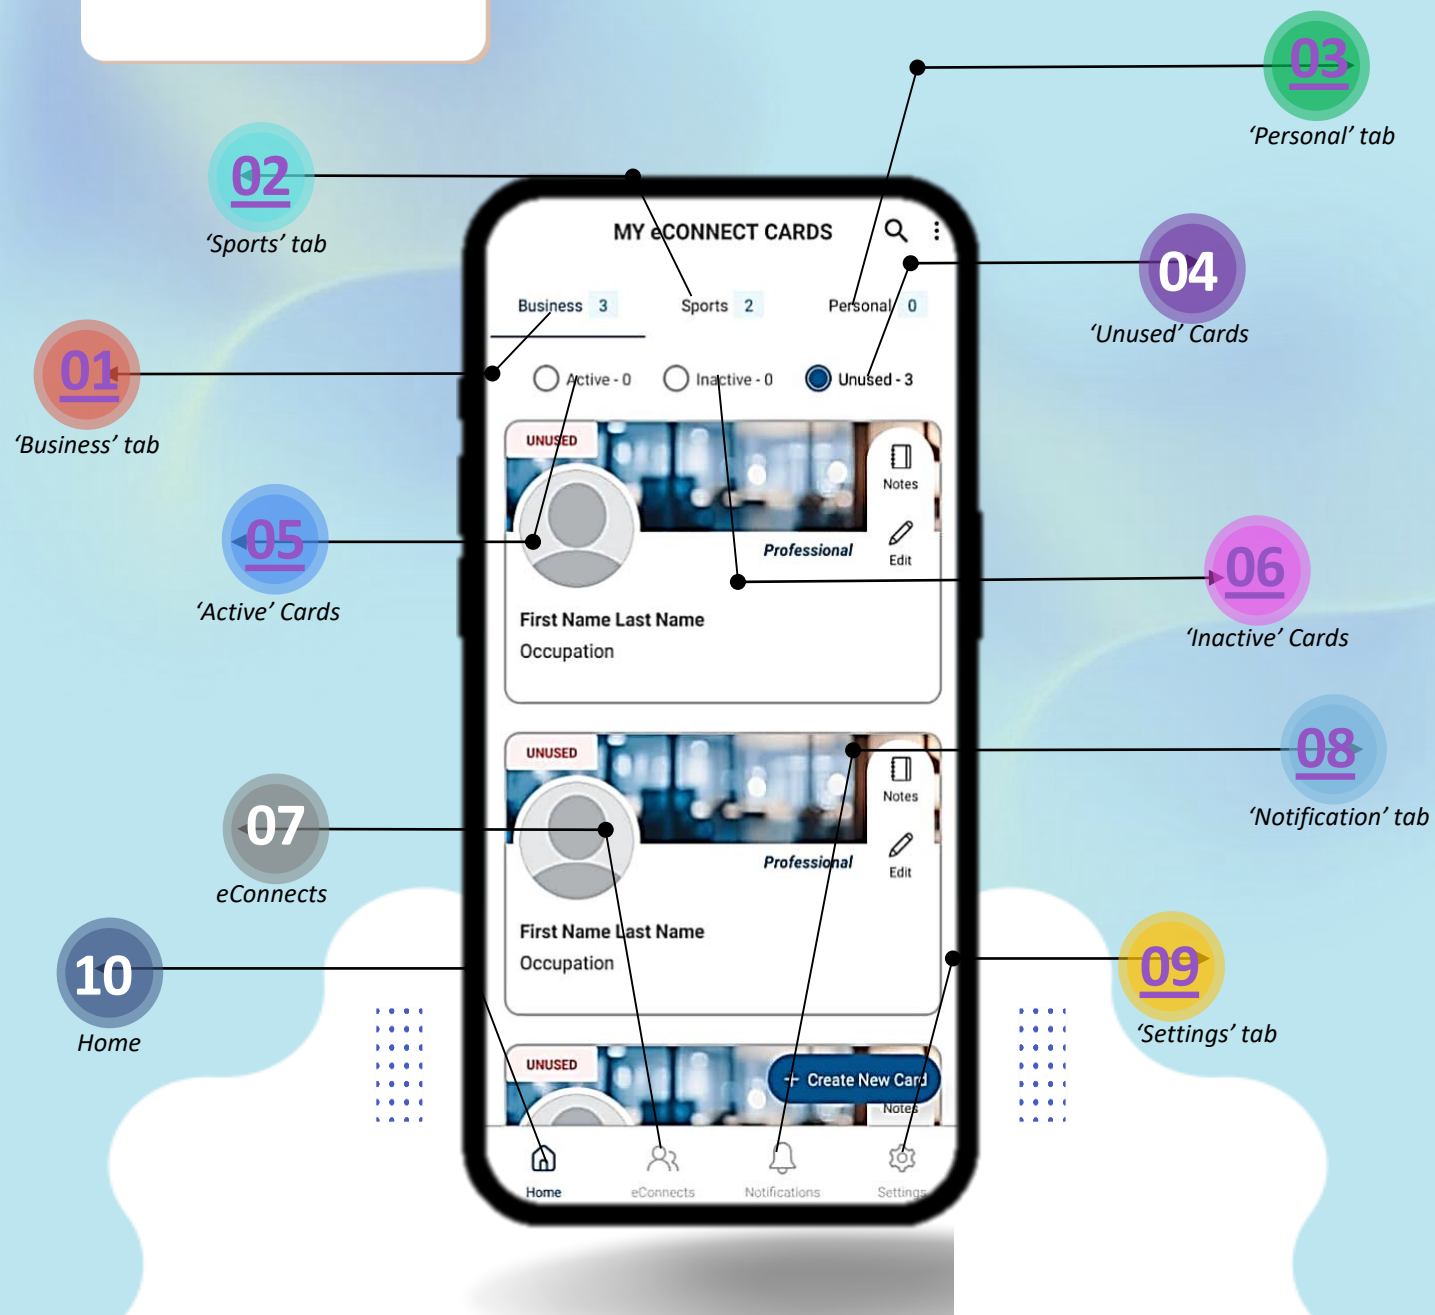 03
'Personal' tab
02
'Sports' tab
MY eCONNECT CARDS
04
'Unused' Cards
Business 3
Sports 2
Personal 0
01
'Business' tab
Active - 0
Inactive - 0
Unused - 3
UNUSED
Notes
Edit
Professional
First Name Last Name
Occupation
05
'Active' Cards
06
'Inactive' Cards
UNUSED
Notes
Edit
Professional
First Name Last Name
Occupation
08
'Notification' tab
07
eConnects
10
Home
09
'Settings' tab
UNUSED
+ Create New Card
Notes
Home
eConnects
Notifications
Settings